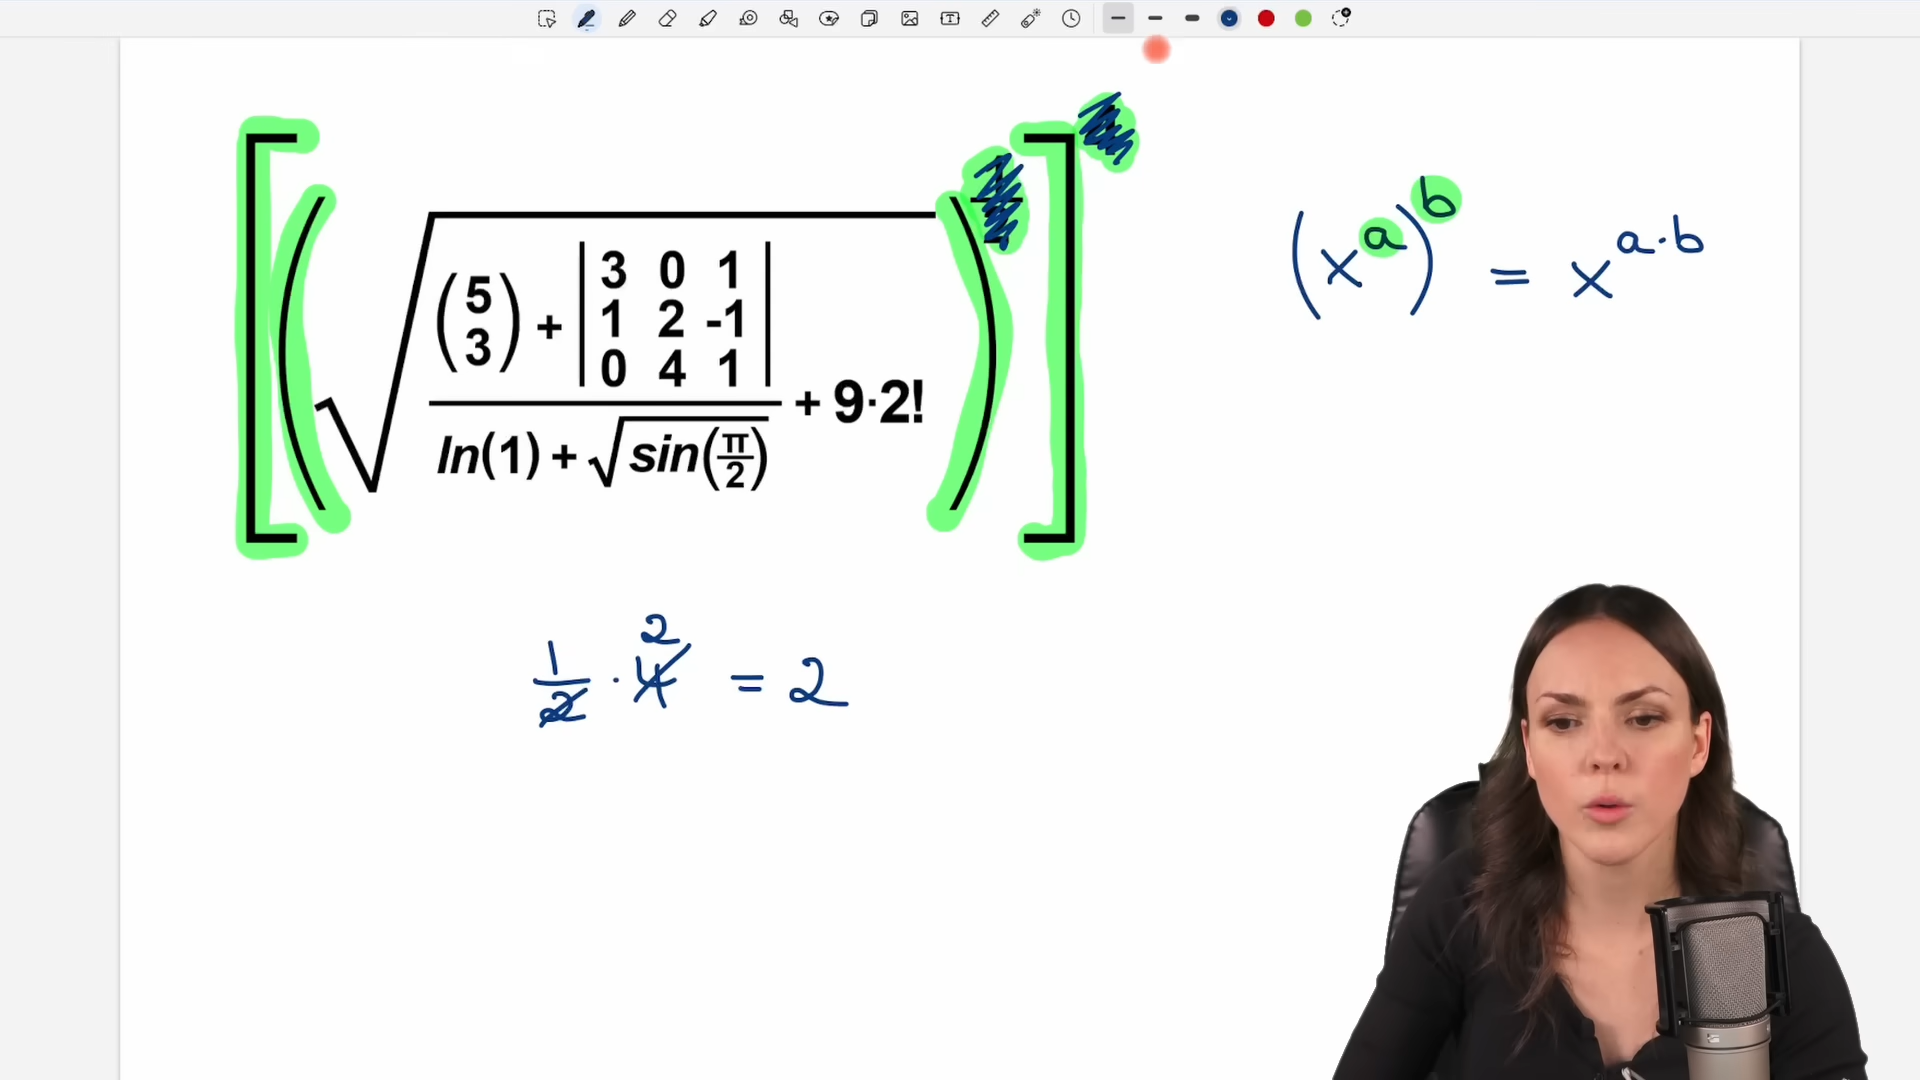 [(√((5 3) + |3 0 1
1 2 -1
0 4 1|
ln(1) + √sin(π/2)
+ 9·2!)]
(x^a)^b = x^(a·b)
1/2 · 4 2 = 2